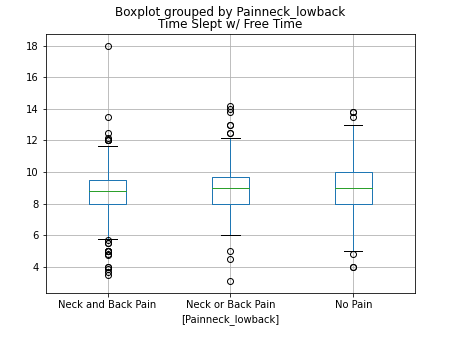 Boxplot grouped by Painneck_lowback
Time Slept w/ Free Time
18
16
14
12
10
8
6
4
Neck and Back Pain Neck or Back Pain No Pain
[Painneck_lowback]